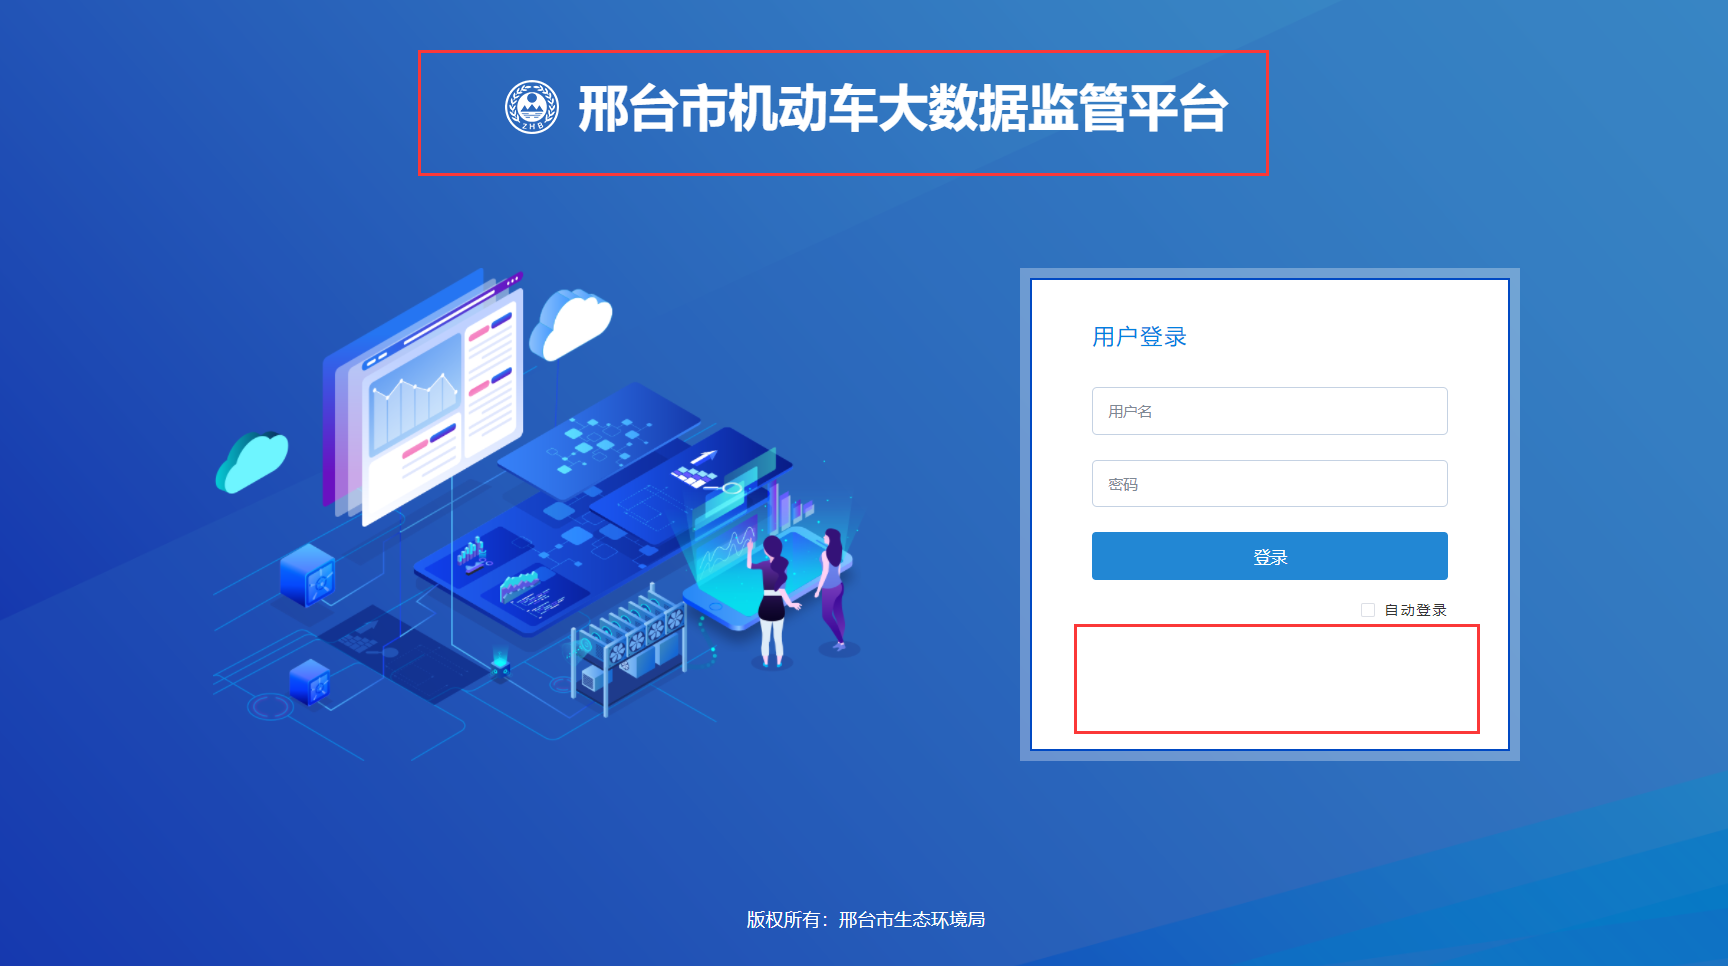 ZHB
邢台市机动车大数据监管平台
用户登录
用户名
密码
登录
自动登录
版权所有：邢台市生态环境局